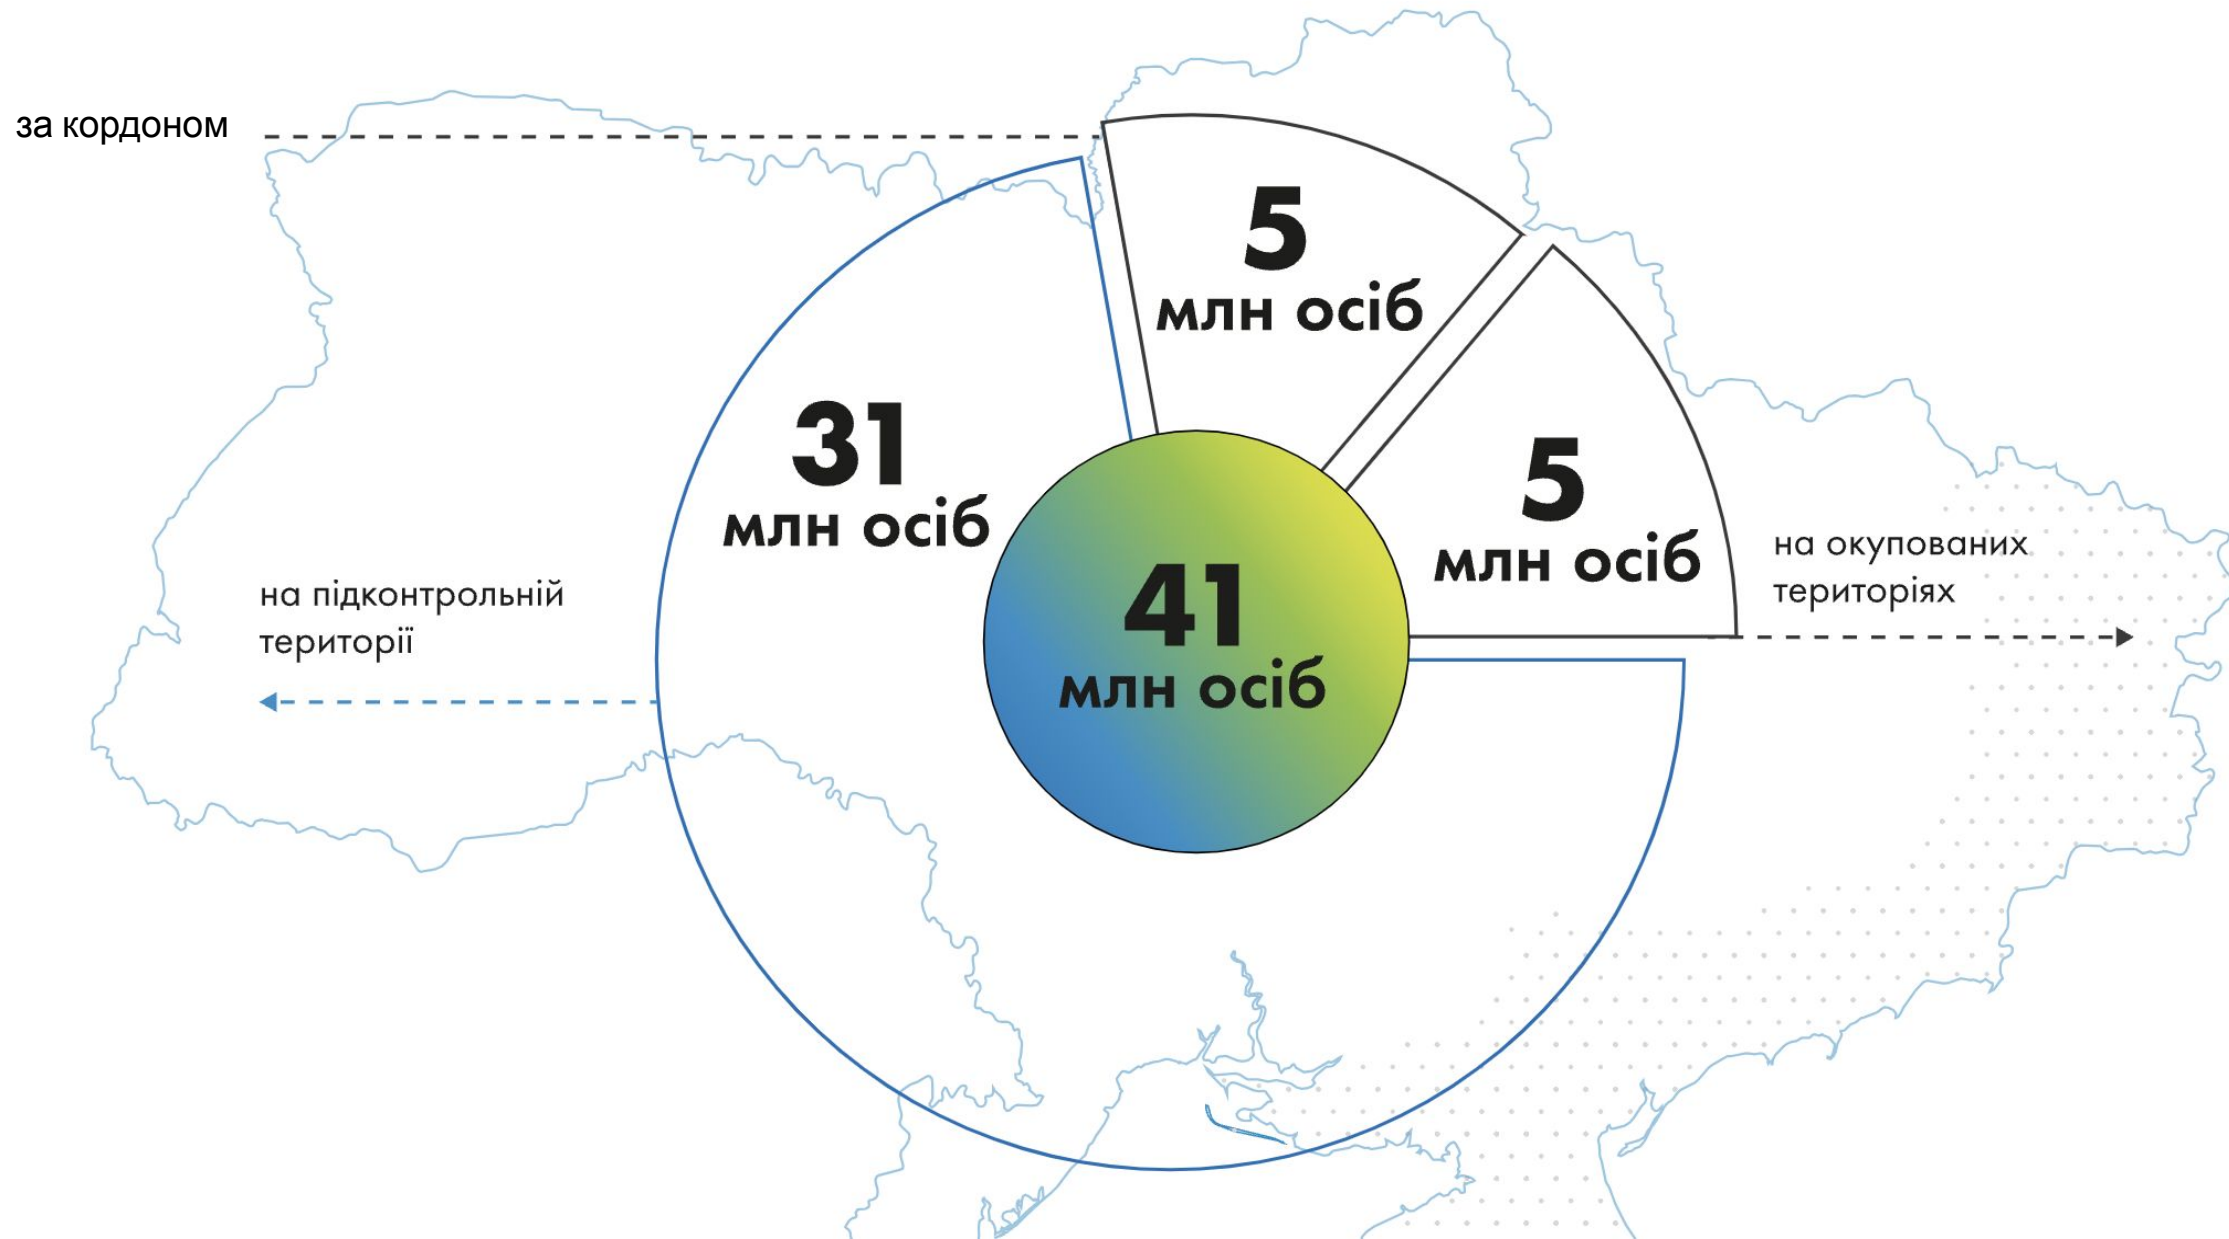 за кордоном
5
млн осіб
31
млн осіб
5
млн осіб
41
млн осіб
на підконтрольній
території
на окупованих
територіях